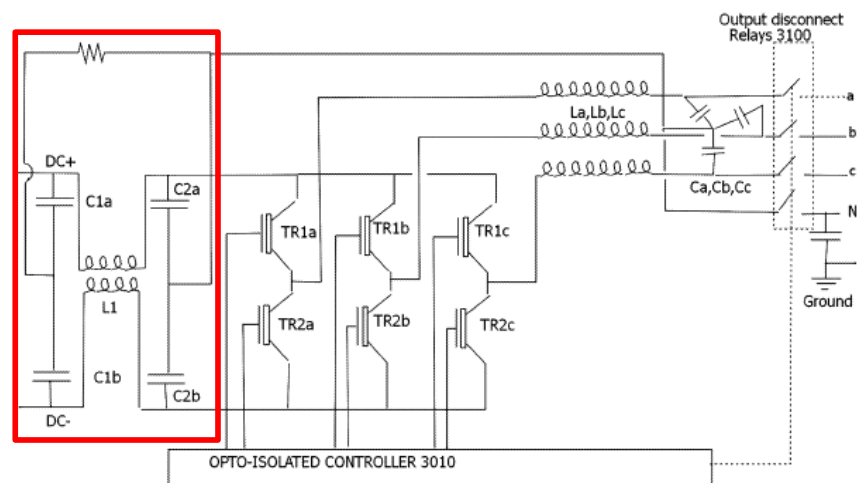 Output disconnect
Relays 3100
La,Lb,Lc
a
b
DC+
C2a
c
C1a
Ca,Cb,Cc
N
TR1a
TR1b
TR1c
L1
Ground
TR2a
TR2b
TR2c
C1b
C2b
DC-
OPTO-ISOLATED CONTROLLER 3010